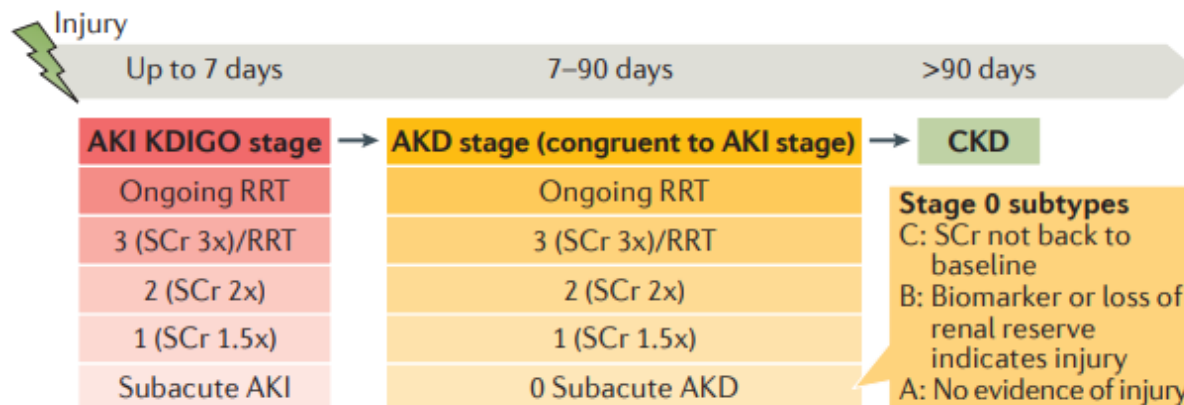 Injury
Up to 7 days
7–90 days
>90 days
AKI KDIGO stage
Ongoing RRT
3 (SCr 3x)/RRT
2 (SCr 2x)
1 (SCr 1.5x)
Subacute AKI
AKD stage (congruent to AKI stage)
Ongoing RRT
3 (SCr 3x)/RRT
2 (SCr 2x)
1 (SCr 1.5x)
0 Subacute AKD
CKD
Stage 0 subtypes
C: SCr not back to
baseline
B: Biomarker or loss of
renal reserve
indicates injury
A: No evidence of injury